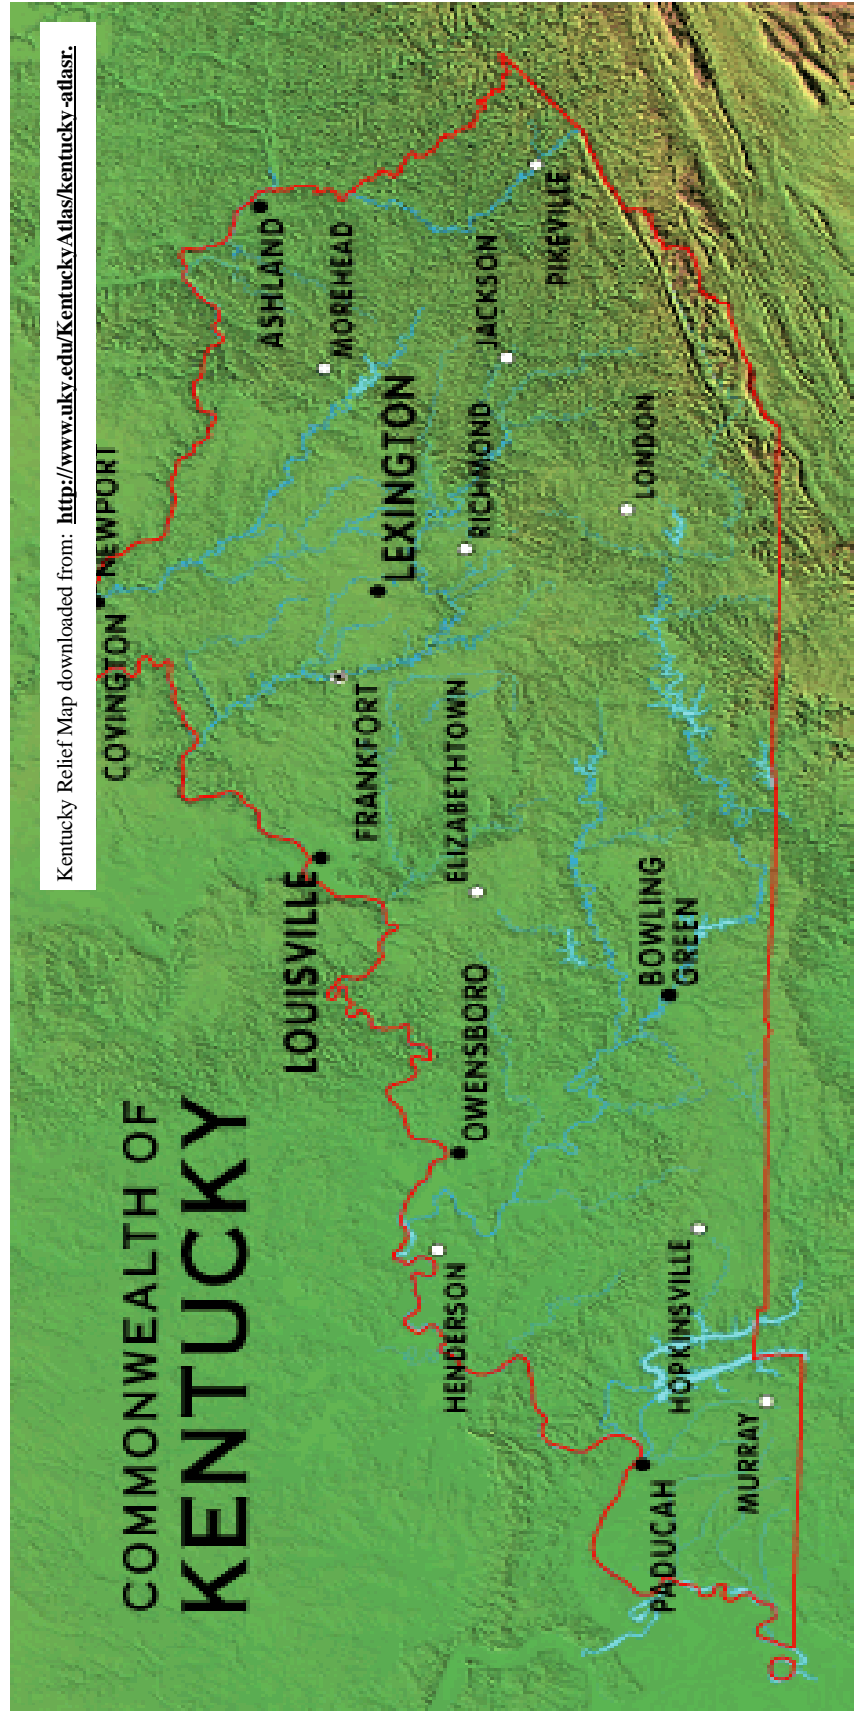 Kentucky Relief Map downloaded from: http://www.uky.edu/KentuckyAtlas/kentucky-atlasr.
COMMONWEALTH OF
KENTUCKY
COVINGTON
NEWPORT
ASHLAND
LOUISVILLE
MOREHEAD
FRANKFORT
LEXINGTON
HENDERSON
OWENSBORO
ELIZABETHTOWN
RICHMOND
JACKSON
PIKEVILLE
PADUCAH
HOPKINSVILLE
BOWLING
GREEN
LONDON
MURRAY